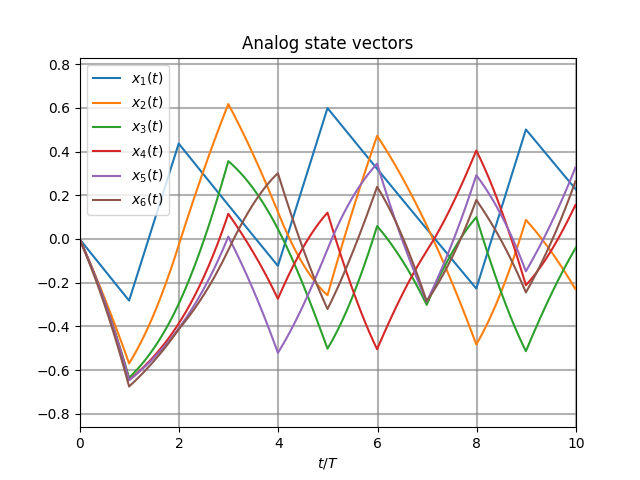 Analog state vectors
0.8
0.6
0.4
0.2
0.0
−0.2
−0.4
−0.6
−0.8
x₁(t)
x₂(t)
x₃(t)
x₄(t)
x₅(t)
x₆(t)
0 2 4 6 8 10
t/T